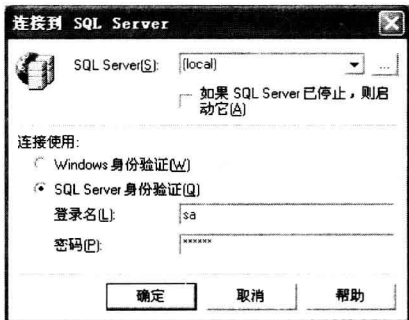 连接到 SQL Server
SQL Server(S): (local) ...
如果 SQL Server 已停止，则启
动它(A)
连接使用:
Windows 身份验证(W)
SQL Server 身份验证(Q)
登录名(L): sa
密码(P): ******
确定 取消 帮助